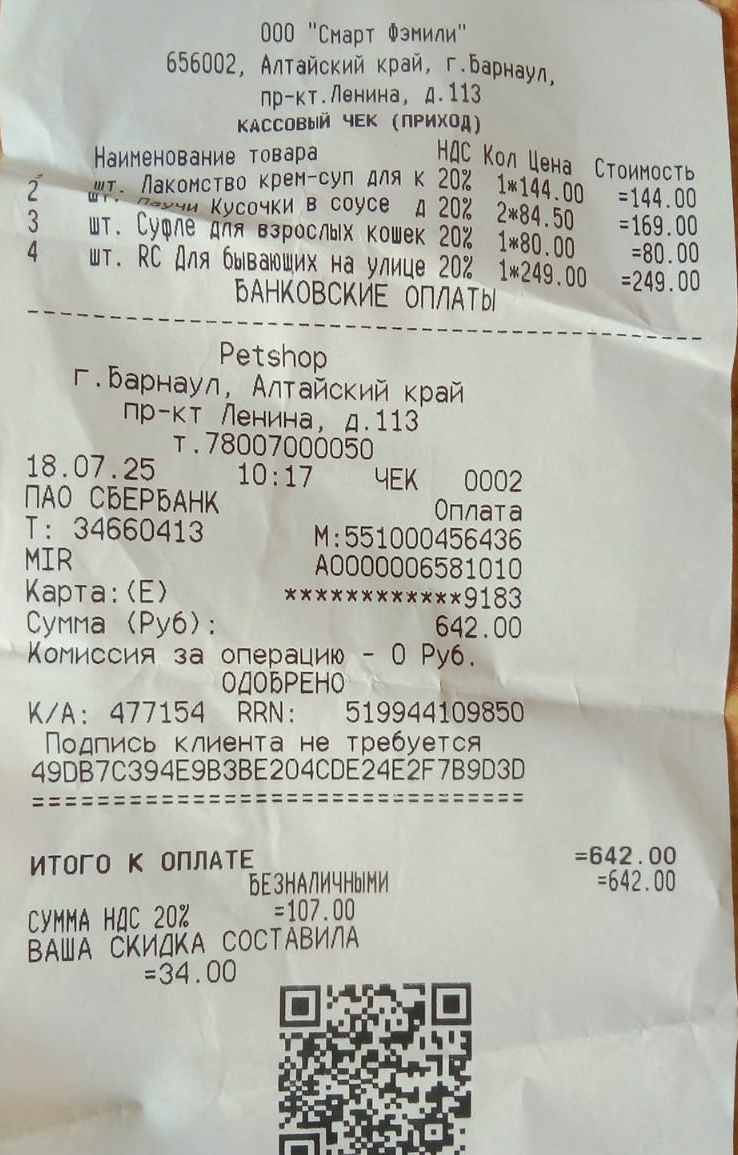 ООО "Смарт Фэмили"
656002, Алтайский край, г.Барнаул,
пр-кт.Ленина, д.113
КАССОВЫЙ ЧЕК (ПРИХОД)
Наименование товара НДС Кол Цена Стоимость
шт. Лакомство крем-суп для к 20% 1*144.00 =144.00
2 шт. Паучи Кусочки в соусе д 20% 2*84.50 =169.00
3 шт. Суфле для взрослых кошек 20% 1*80.00 =80.00
4 шт. RC Для бывающих на улице 20% 1*249.00 =249.00
БАНКОВСКИЕ ОПЛАТЫ
Petshop
г.Барнаул, Алтайский край
пр-кт Ленина, д.113
т.78007000050
18.07.25 10:17 ЧЕК 0002
ПАО СБЕРБАНК Оплата
Т: 34660413 М:551000456436
MIR A0000006581010
Карта:(E) ************9183
Сумма (Руб): 642.00
Комиссия за операцию - 0 Руб.
ОДОБРЕНО
К/А: 477154 RRN: 519944109850
Подпись клиента не требуется
49DB7C394E9B3BE204CDE24E2F7B9D3D
================================
ИТОГО К ОПЛАТЕ =642.00
БЕЗНАЛИЧНЫМИ =642.00
СУММА НДС 20% =107.00
ВАША СКИДКА СОСТАВИЛА
=34.00